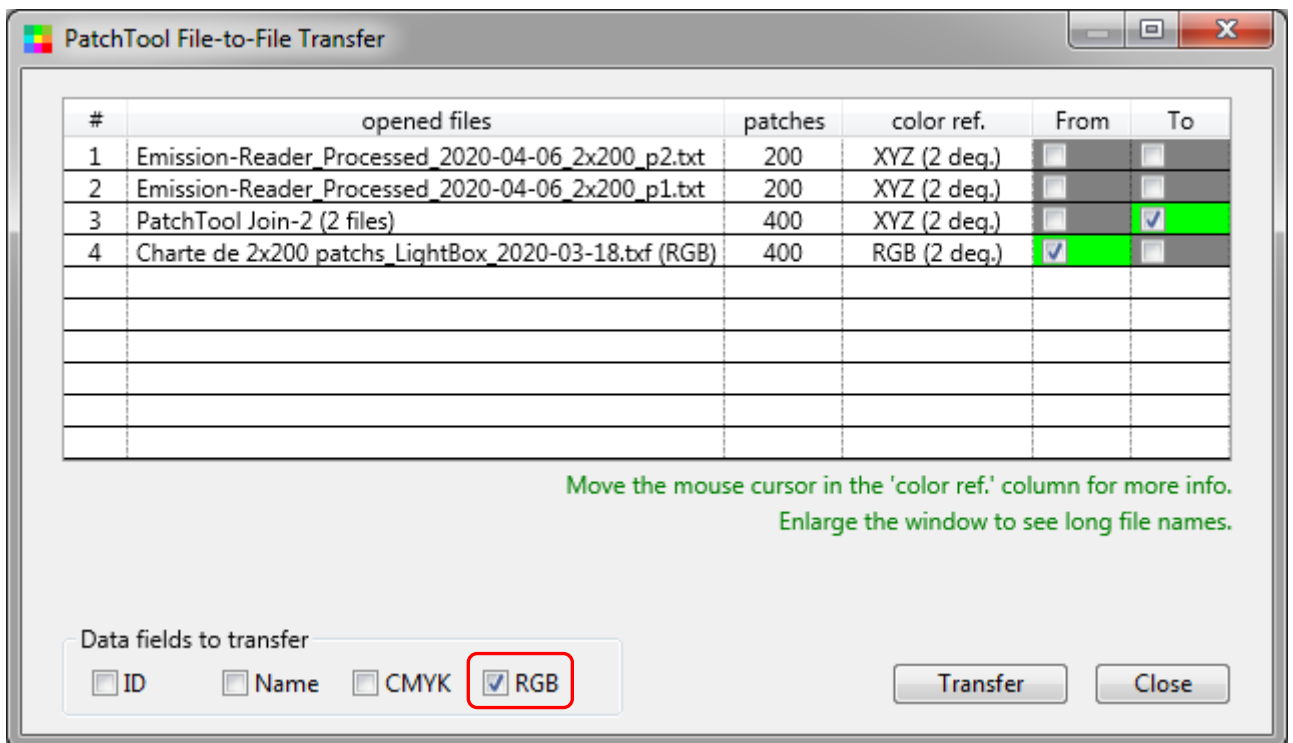 PatchTool File-to-File Transfer
# opened files patches color ref. From To
1 Emission-Reader_Processed_2020-04-06_2x200_p2.txt 200 XYZ (2 deg.)
2 Emission-Reader_Processed_2020-04-06_2x200_p1.txt 200 XYZ (2 deg.)
3 PatchTool Join-2 (2 files) 400 XYZ (2 deg.)
4 Charte de 2x200 patchs_LightBox_2020-03-18.txf (RGB) 400 RGB (2 deg.)
Move the mouse cursor in the 'color ref.' column for more info.
Enlarge the window to see long file names.
Data fields to transfer
ID Name CMYK RGB Transfer Close